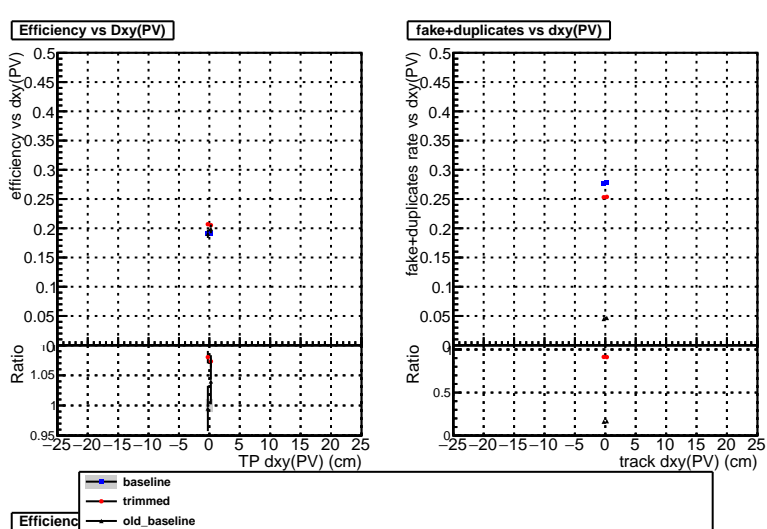 Efficiency vs Dxy(PV)
efficiency vs dxy(PV)
0.5
0.45
0.4
0.35
0.3
0.25
0.2
0.15
0.1
0.05
0
Ratio
1.05
1
0.95
−25 −20 −15 −10 −5 0 5 10 15 20 25
TP dxy(PV) (cm)
fake+duplicates vs dxy(PV)
fake+duplicates rate vs dxy(PV)
0.5
0.45
0.4
0.35
0.3
0.25
0.2
0.15
0.1
0.05
0
Ratio
0.5
0
−25 −20 −15 −10 −5 0 5 10 15 20 25
track dxy(PV) (cm)
baseline
trimmed
old_baseline
Efficienc